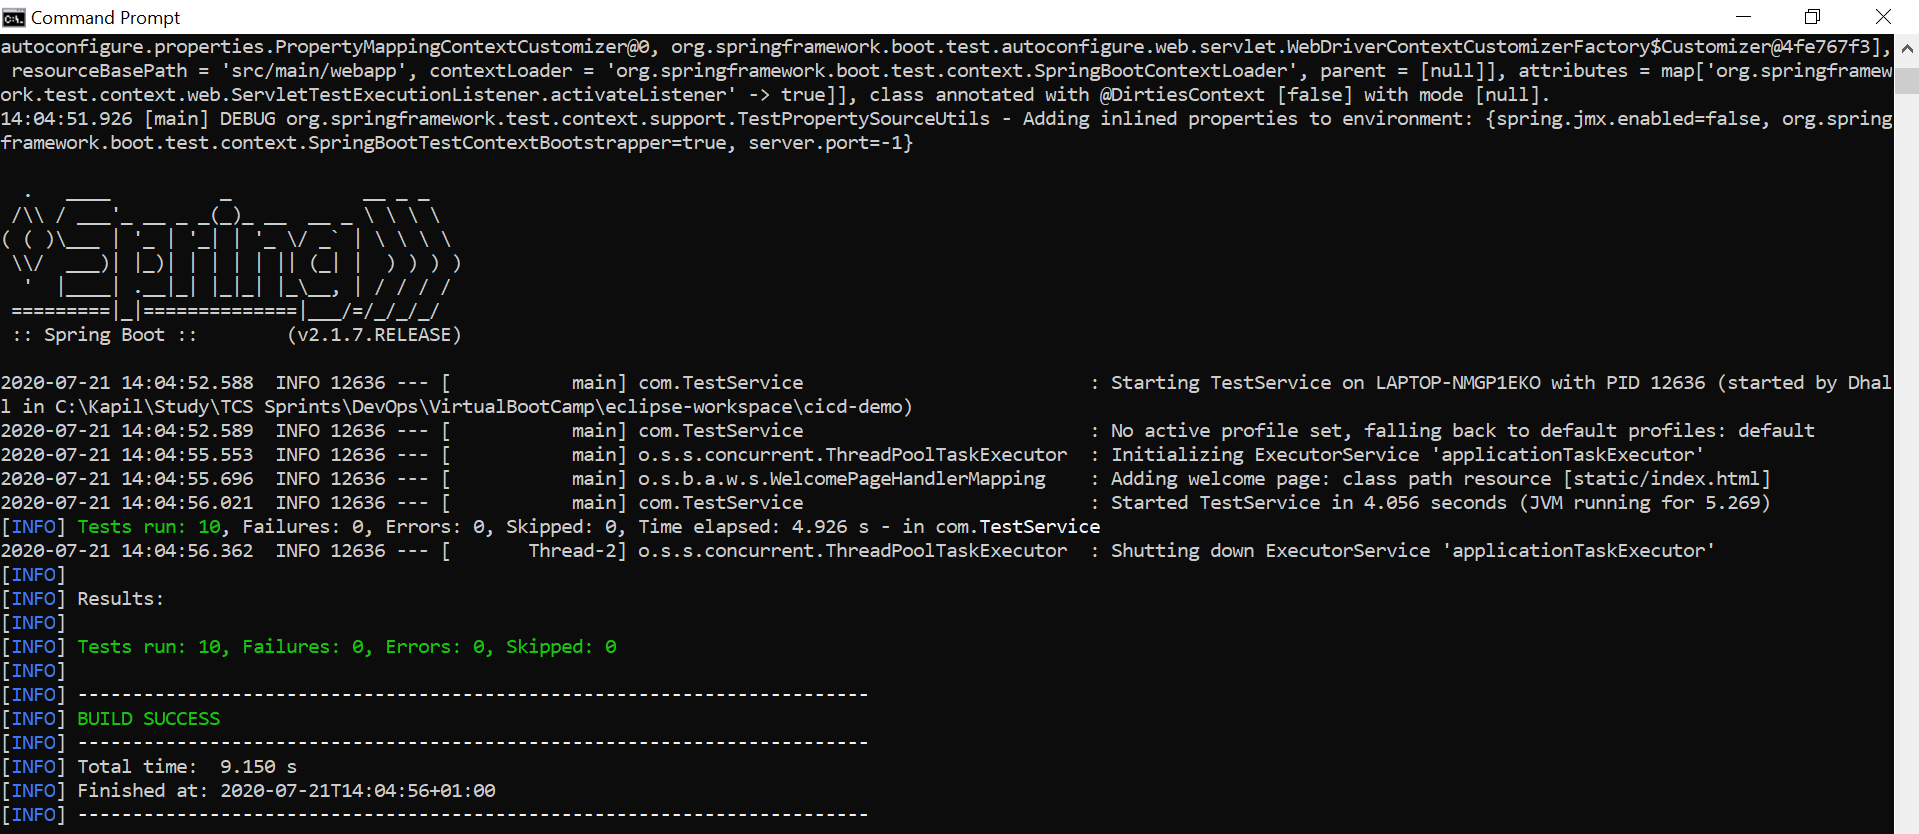 Command Prompt
autoconfigure.properties.PropertyMappingContextCustomizer@0, org.springframework.boot.test.autoconfigure.web.servlet.WebDriverContextCustomizerFactory$Customizer@4fe767f3],
 resourceBasePath = 'src/main/webapp', contextLoader = 'org.springframework.boot.test.context.SpringBootContextLoader', parent = [null]], attributes = map['org.springframew
ork.test.context.web.ServletTestExecutionListener.activateListener' -> true]], class annotated with @DirtiesContext [false] with mode [null].
14:04:51.926 [main] DEBUG org.springframework.test.context.support.TestPropertySourceUtils - Adding inlined properties to environment: {spring.jmx.enabled=false, org.spring
framework.boot.test.context.SpringBootTestContextBootstrapper=true, server.port=-1}
  .   ____          _            __ _ _
 /\\ / ___'_ __ _ _(_)_ __  __ _ \ \ \ \
( ( )\___ | '_ | '_| | '_ \/ _` | \ \ \ \
 \\/  ___)| |_)| | | | | || (_| |  ) ) ) )
  '  |____| .__|_| |_|_| |_\__, | / / / /
 =========|_|==============|___/=/_/_/_/
 :: Spring Boot ::        (v2.1.7.RELEASE)
2020-07-21 14:04:52.588  INFO 12636 --- [           main] com.TestService                          : Starting TestService on LAPTOP-NMGP1EKO with PID 12636 (started by Dhal
l in C:\Kapil\Study\TCS Sprints\DevOps\VirtualBootCamp\eclipse-workspace\cicd-demo)
2020-07-21 14:04:52.589  INFO 12636 --- [           main] com.TestService                          : No active profile set, falling back to default profiles: default
2020-07-21 14:04:55.553  INFO 12636 --- [           main] o.s.s.concurrent.ThreadPoolTaskExecutor  : Initializing ExecutorService 'applicationTaskExecutor'
2020-07-21 14:04:55.696  INFO 12636 --- [           main] o.s.b.a.w.s.WelcomePageHandlerMapping    : Adding welcome page: class path resource [static/index.html]
2020-07-21 14:04:56.021  INFO 12636 --- [           main] com.TestService                          : Started TestService in 4.056 seconds (JVM running for 5.269)
[INFO] Tests run: 10, Failures: 0, Errors: 0, Skipped: 0, Time elapsed: 4.926 s - in com.TestService
2020-07-21 14:04:56.362  INFO 12636 --- [       Thread-2] o.s.s.concurrent.ThreadPoolTaskExecutor  : Shutting down ExecutorService 'applicationTaskExecutor'
[INFO]
[INFO] Results:
[INFO]
[INFO] Tests run: 10, Failures: 0, Errors: 0, Skipped: 0
[INFO]
[INFO] ------------------------------------------------------------------------
[INFO] BUILD SUCCESS
[INFO] ------------------------------------------------------------------------
[INFO] Total time:  9.150 s
[INFO] Finished at: 2020-07-21T14:04:56+01:00
[INFO] ------------------------------------------------------------------------